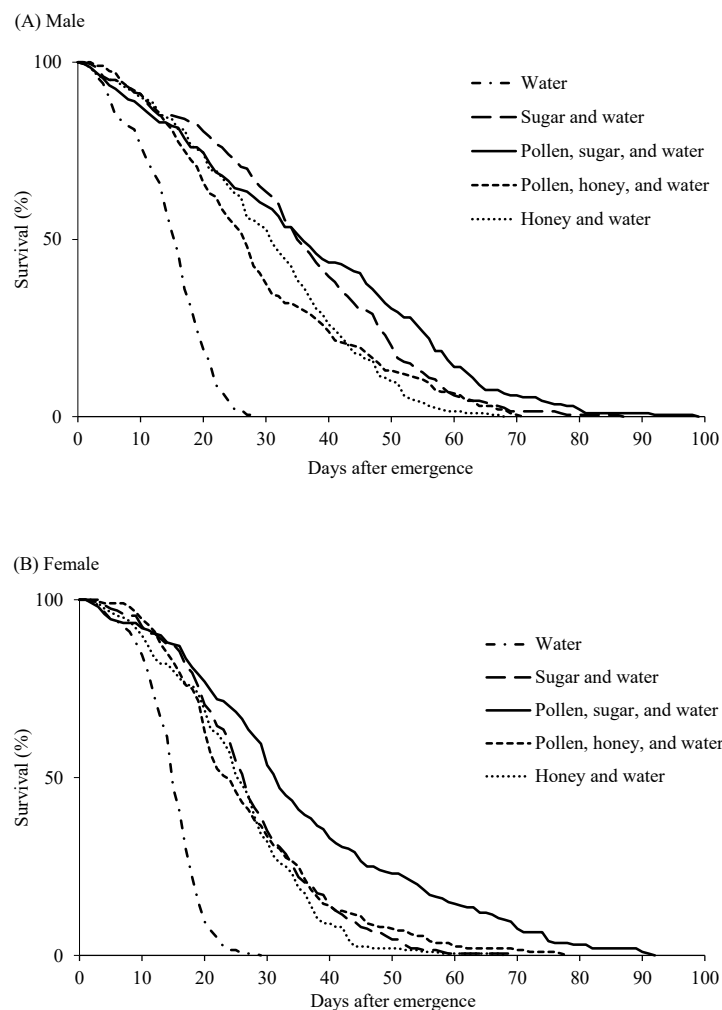 (A) Male
100
50
0
Survival (%)
Water
Sugar and water
Pollen, sugar, and water
Pollen, honey, and water
Honey and water
0 10 20 30 40 50 60 70 80 90 100
Days after emergence
(B) Female
100
50
0
Survival (%)
Water
Sugar and water
Pollen, sugar, and water
Pollen, honey, and water
Honey and water
0 10 20 30 40 50 60 70 80 90 100
Days after emergence